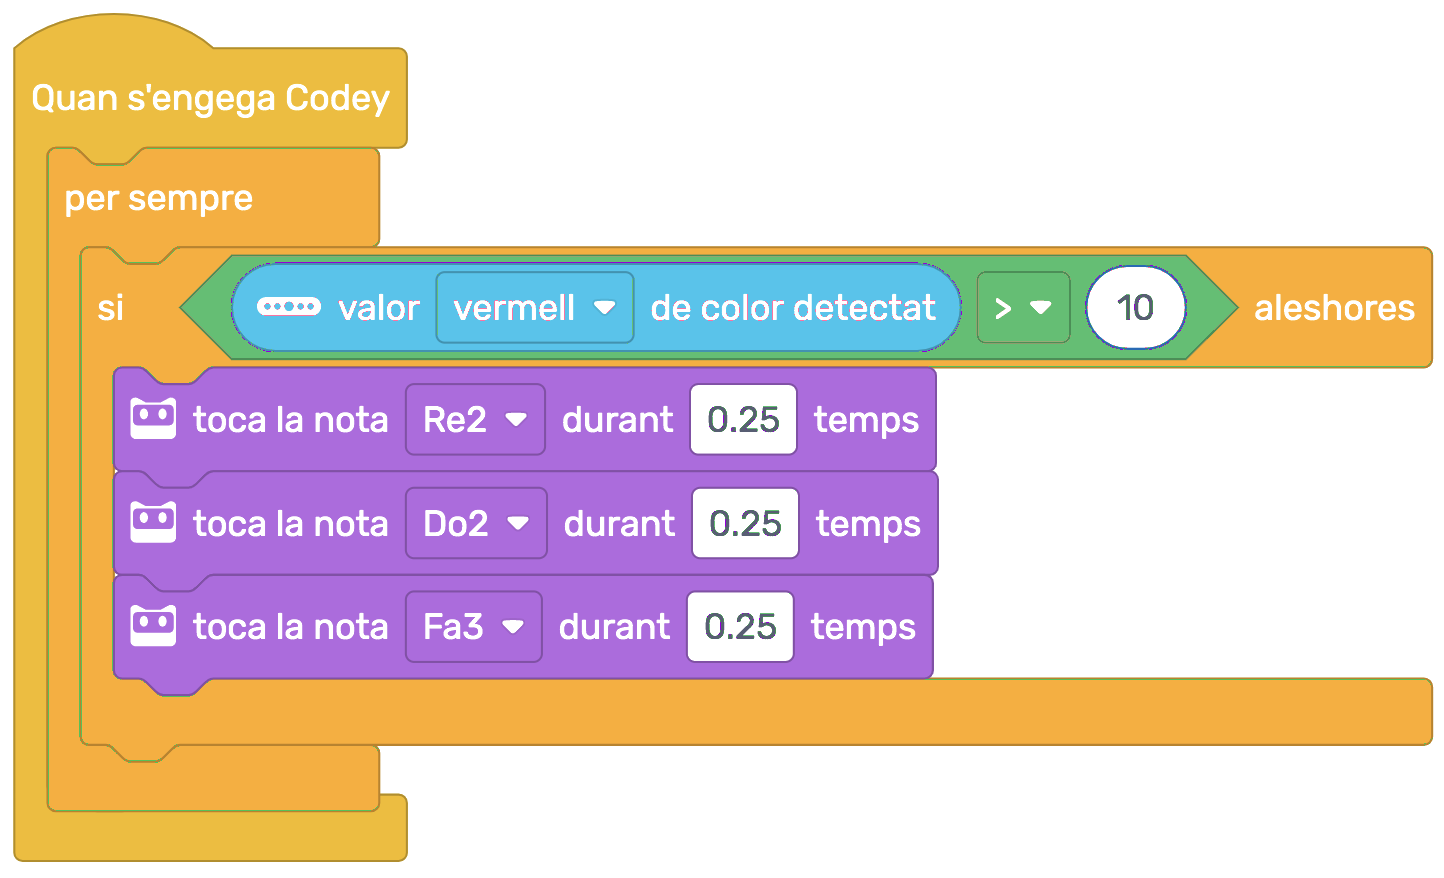 Quan s'engega Codey
per sempre
si valor vermell de color detectat > 10 aleshores
toca la nota Re2 durant 0.25 temps
toca la nota Do2 durant 0.25 temps
toca la nota Fa3 durant 0.25 temps